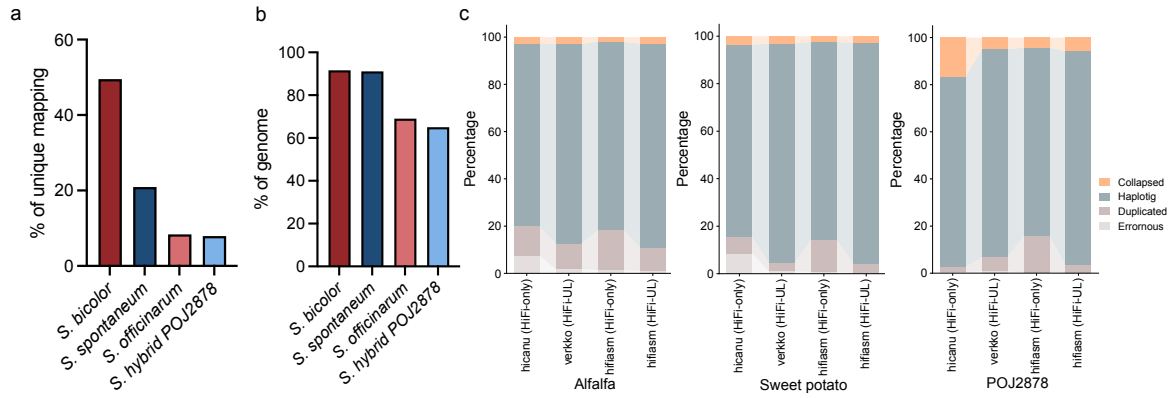 a
60
40
20
0
% of unique mapping
S. bicolor
S. spontaneum
S. officinarum
S. hybrid POJ2878
b
100
80
60
40
20
0
% of genome
S. bicolor
S. spontaneum
S. officinarum
S. hybrid POJ2878
c
100
80
60
40
20
0
Percentage
hicanu (HiFi-only)
verkko (HiFi-UL)
hifiasm (HiFi-only)
hifiasm (HiFi-UL)
Alfalfa
100
80
60
40
20
0
Percentage
hicanu (HiFi-only)
verkko (HiFi-UL)
hifiasm (HiFi-only)
hifiasm (HiFi-UL)
Sweet potato
100
80
60
40
20
0
Percentage
hicanu (HiFi-only)
verkko (HiFi-UL)
hifiasm (HiFi-only)
hifiasm (HiFi-UL)
POJ2878
Collapsed
Haplotig
Duplicated
Errornous